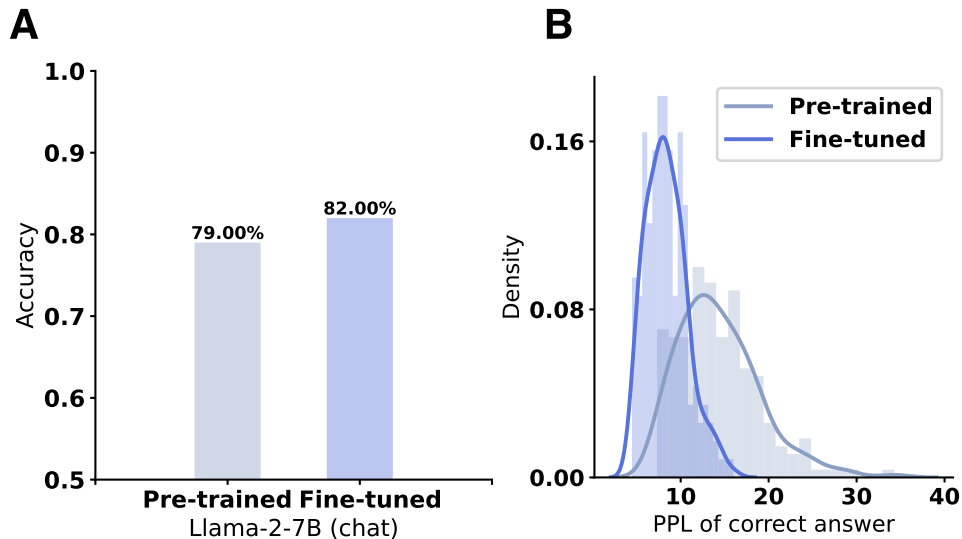 A
1.0
0.9
0.8
0.7
0.6
0.5
Accuracy
79.00%
82.00%
Pre-trained Fine-tuned
Llama-2-7B (chat)
B
Pre-trained
Fine-tuned
0.16
0.08
0.00
Density
10 20 30 40
PPL of correct answer